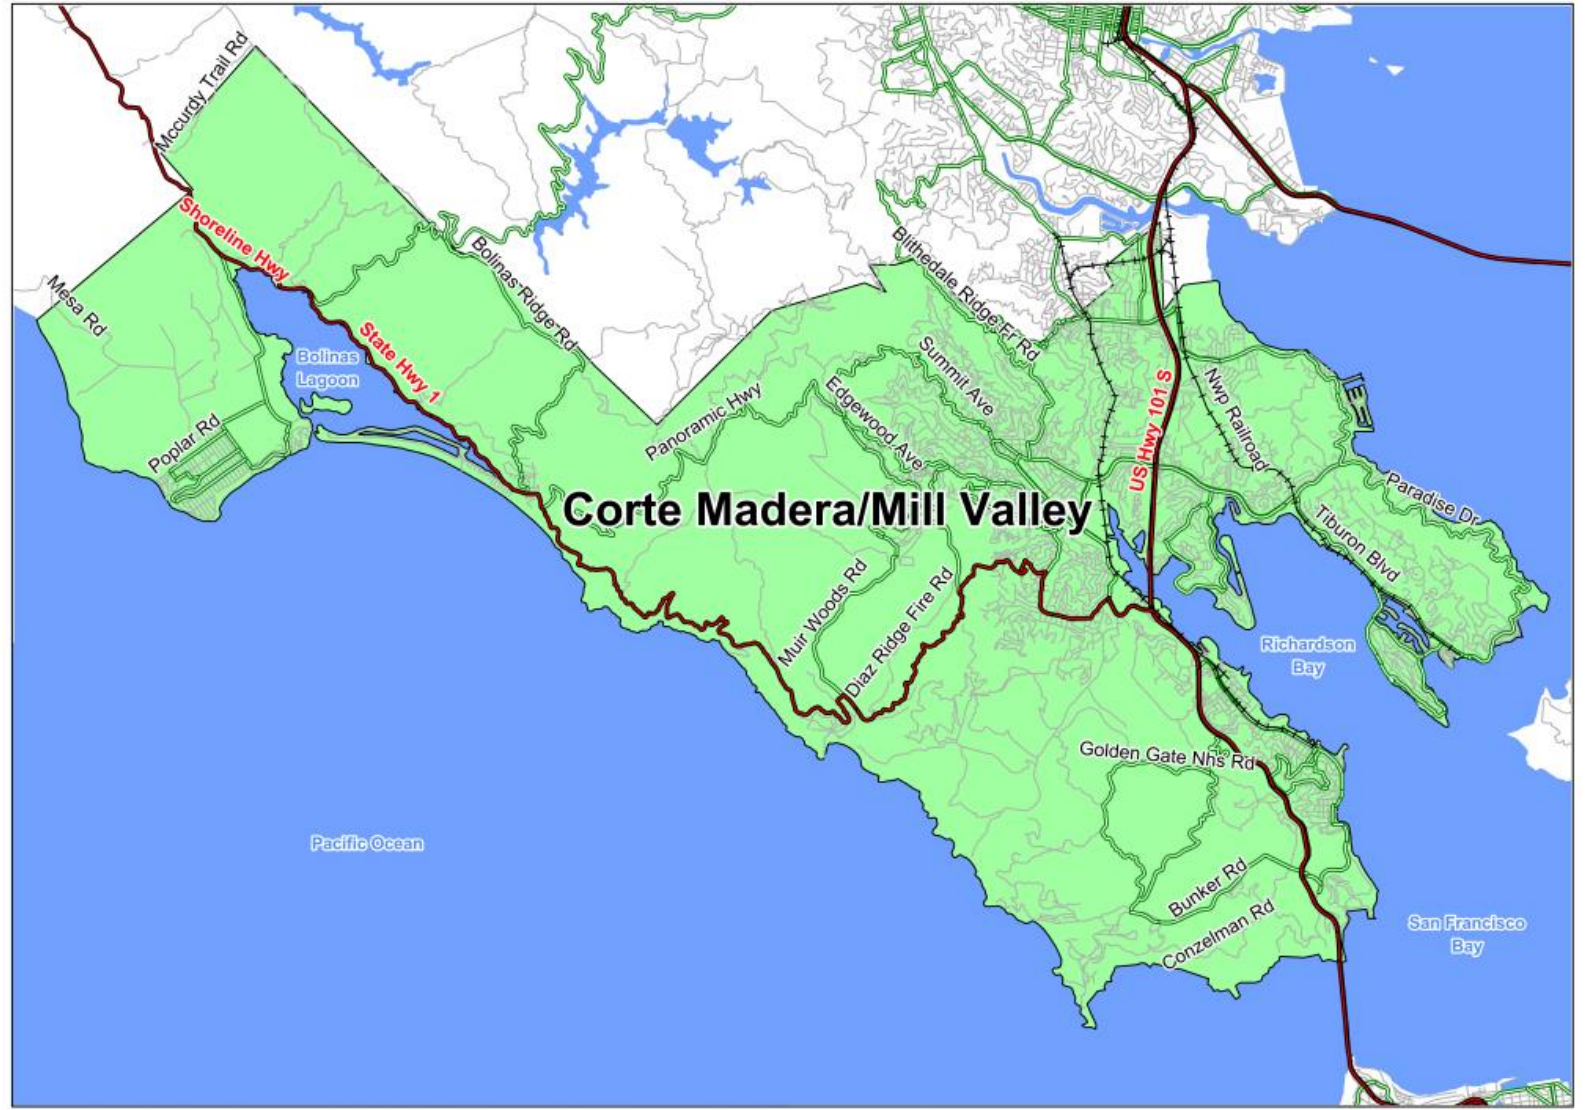 Mccurdy Trail Rd
Shoreline Hwy
Mesa Rd
Bolinas Ridge Rd
Blithedale Ridge Fr Rd
State Hwy 1
Bolinas
Lagoon
Summit Ave
Edgewood Ave
Panoramic Hwy
US Hwy 101 S
Nwp Railroad
Poplar Rd
Paradise Dr
Tiburon Blvd
Corte Madera/Mill Valley
Muir Woods Rd
Diaz Ridge Fire Rd
Richardson
Bay
Golden Gate Nhs Rd
Pacific Ocean
Bunker Rd
Conzelman Rd
San Francisco
Bay